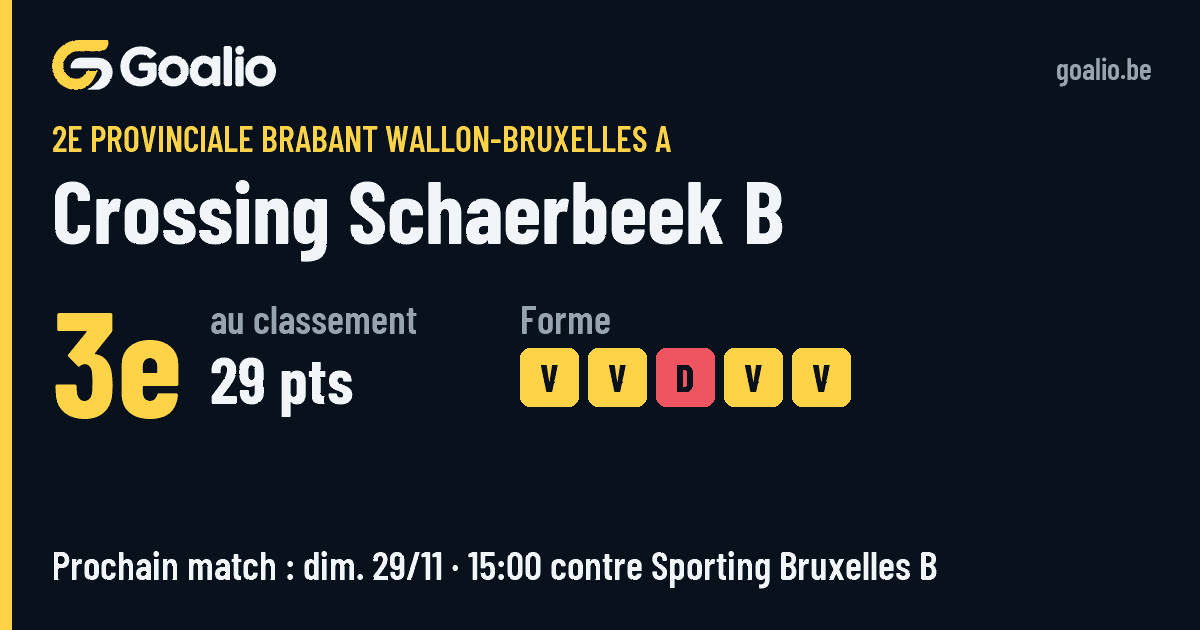 Goalio
goalio.be
2E PROVINCIALE BRABANT WALLON-BRUXELLES A
Crossing Schaerbeek B
3e
au classement
29 pts
Forme
V V D V V
Prochain match : dim. 29/11 · 15:00 contre Sporting Bruxelles B